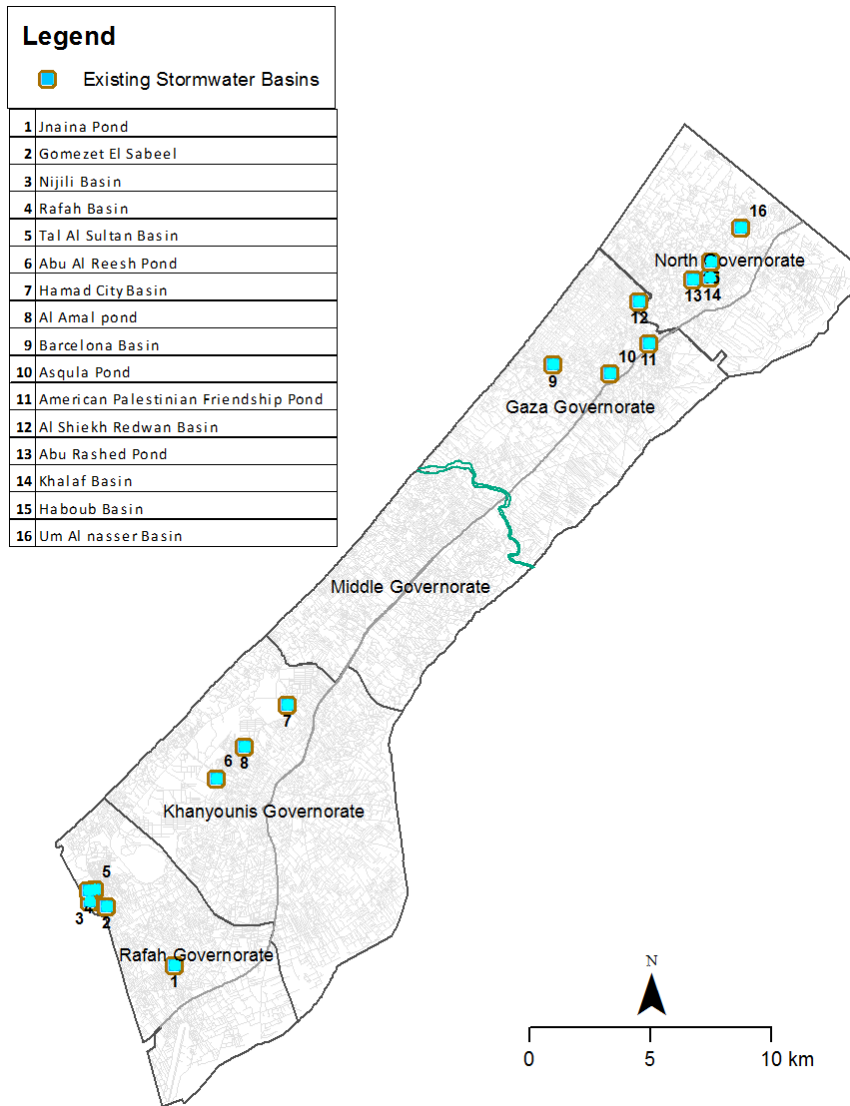 Legend
Existing Stormwater Basins
1 Jnaina Pond
2 Gomezet El Sabeel
3 Nijili Basin
4 Rafah Basin
5 Tal Al Sultan Basin
6 Abu Al Reesh Pond
7 Hamad City Basin
8 Al Amal pond
9 Barcelona Basin
10 Asqula Pond
11 American Palestinian Friendship Pond
12 Al Shiekh Redwan Basin
13 Abu Rashed Pond
14 Khalaf Basin
15 Haboub Basin
16 Um Al nasser Basin
16
North Governorate
15
13 14
12
10 11
9
Gaza Governorate
Middle Governorate
7
6 8
Khanyounis Governorate
5
3 4 2
Rafah Governorate
1
N
0 5 10 km